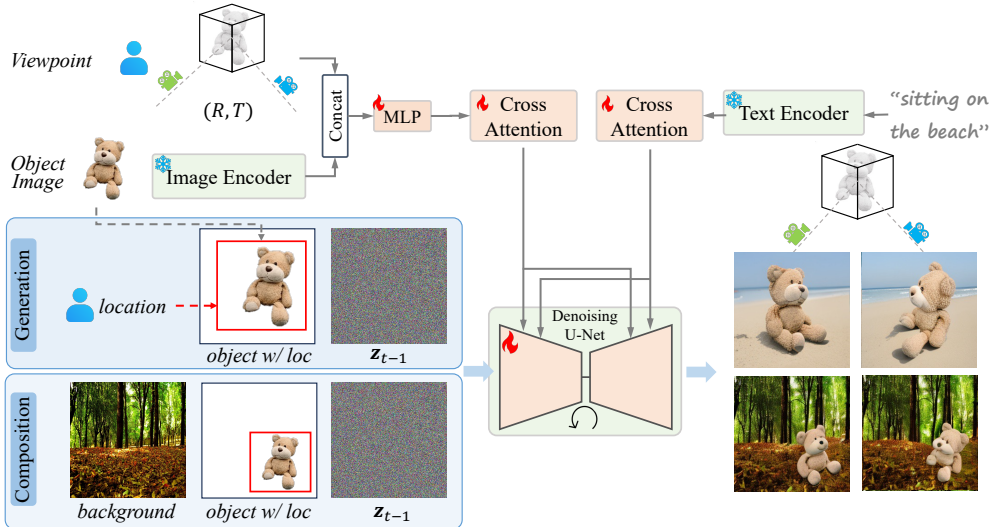 Viewpoint
(R, T)
Concat
MLP
Cross
Attention
Cross
Attention
Text Encoder
“sitting on
the beach”
Object
Image
Image Encoder
Generation
location
object w/ loc
z_{t−1}
Denoising
U-Net
Composition
background
object w/ loc
z_{t−1}